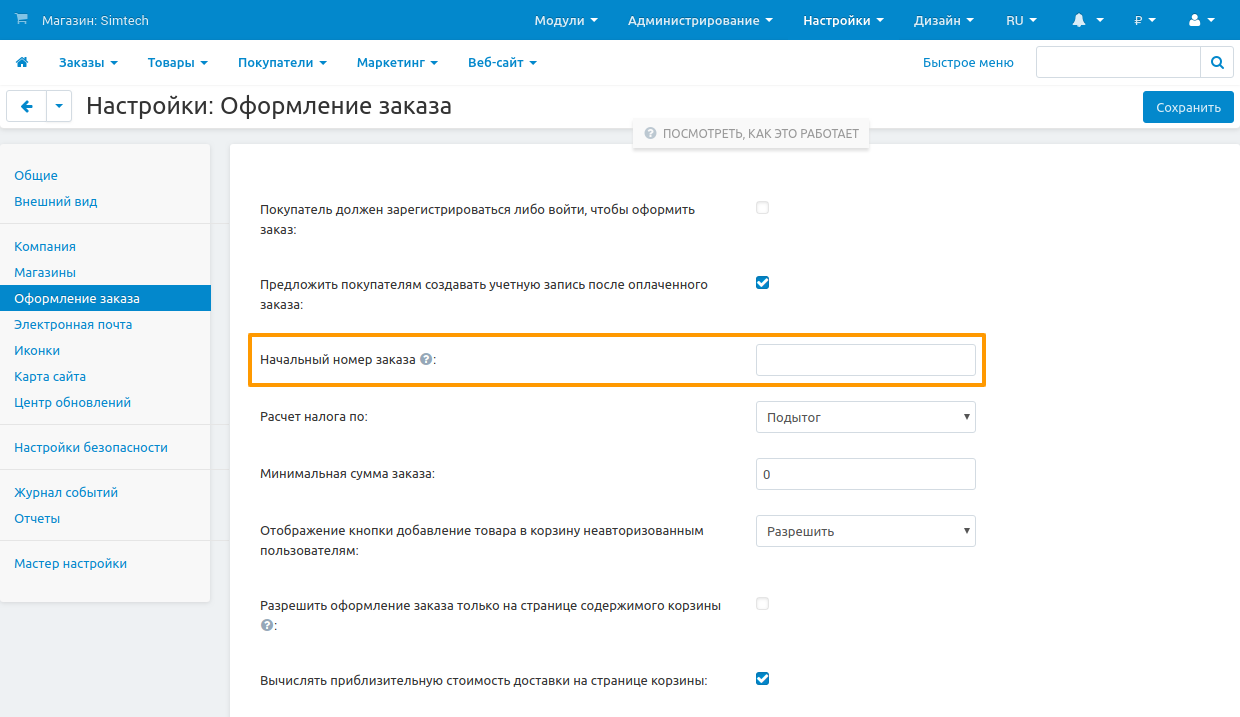 Магазин: Simtech
Модули
Администрирование
Настройки
Дизайн
RU
₽
Заказы
Товары
Покупатели
Маркетинг
Веб-сайт
Быстрое меню
Настройки: Оформление заказа
Сохранить
? ПОСМОТРЕТЬ, КАК ЭТО РАБОТАЕТ
Общие
Внешний вид
Компания
Магазины
Оформление заказа
Электронная почта
Иконки
Карта сайта
Центр обновлений
Настройки безопасности
Журнал событий
Отчеты
Мастер настройки
Покупатель должен зарегистрироваться либо войти, чтобы оформить
заказ:
Предложить покупателям создавать учетную запись после оплаченного
заказа:
Начальный номер заказа ?:
Расчет налога по:
Подытог
Минимальная сумма заказа:
0
Отображение кнопки добавление товара в корзину неавторизованным
пользователям:
Разрешить
Разрешить оформление заказа только на странице содержимого корзины
?:
Вычислять приблизительную стоимость доставки на странице корзины: